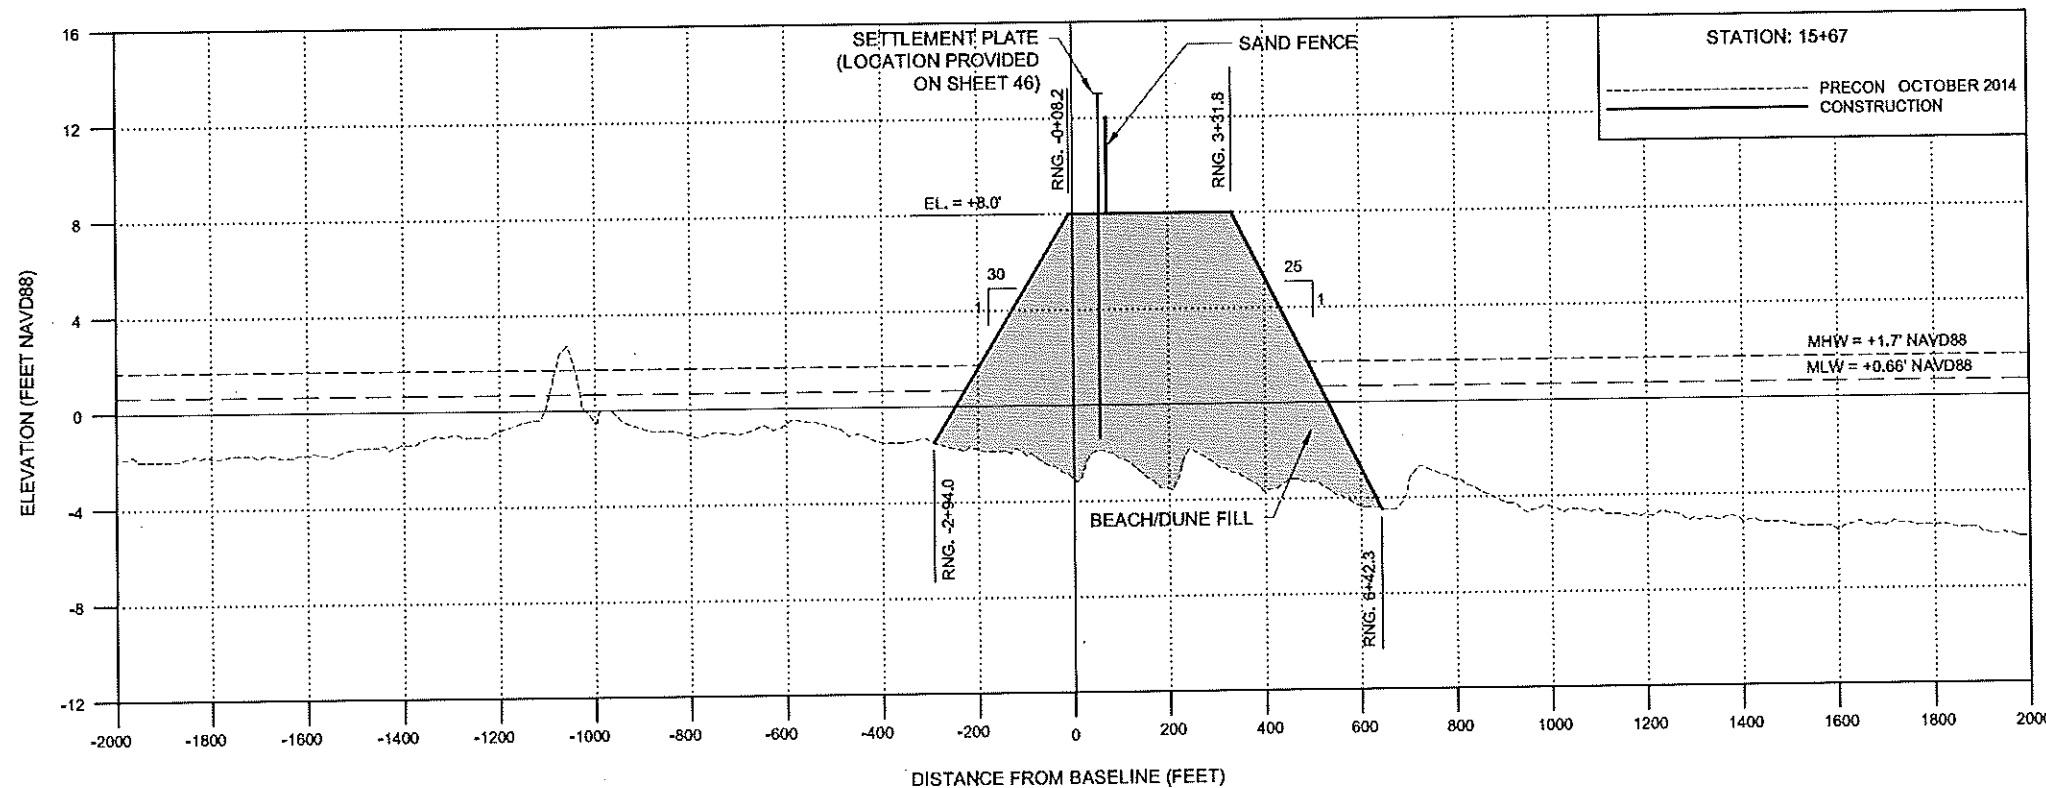 SETTLEMENT PLATE
(LOCATION PROVIDED
ON SHEET 46)
SAND FENCE
STATION: 15+67
PRECON OCTOBER 2014
CONSTRUCTION
RNG. -0+08.2
RNG. 3+31.8
EL. = +8.0'
30
1
25
1
MHW = +1.7' NAVD88
MLW = +0.66' NAVD88
BEACH/DUNE FILL
RNG. -2+94.0
RNG. 6+42.3
ELEVATION (FEET NAVD88)
16
12
8
4
0
-4
-8
-12
-2000 -1800 -1600 -1400 -1200 -1000 -800 -600 -400 -200 0 200 400 600 800 1000 1200 1400 1600 1800 2000
DISTANCE FROM BASELINE (FEET)